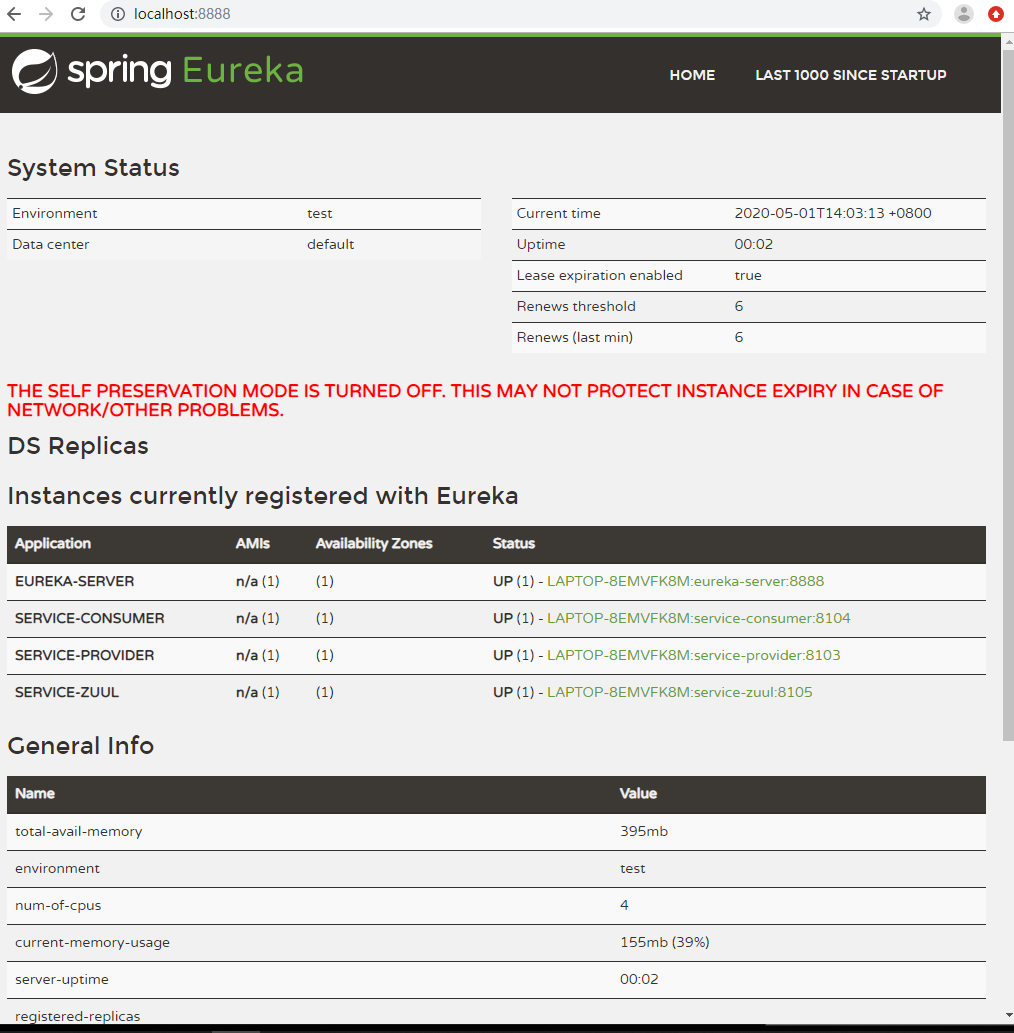 localhost:8888
spring Eureka
HOME LAST 1000 SINCE STARTUP
System Status
Environment test
Data center default
Current time 2020-05-01T14:03:13 +0800
Uptime 00:02
Lease expiration enabled true
Renews threshold 6
Renews (last min) 6
THE SELF PRESERVATION MODE IS TURNED OFF. THIS MAY NOT PROTECT INSTANCE EXPIRY IN CASE OF
NETWORK/OTHER PROBLEMS.
DS Replicas
Instances currently registered with Eureka
Application AMIs Availability Zones Status
EUREKA-SERVER n/a (1) (1) UP (1) - LAPTOP-8EMVFK8M:eureka-server:8888
SERVICE-CONSUMER n/a (1) (1) UP (1) - LAPTOP-8EMVFK8M:service-consumer:8104
SERVICE-PROVIDER n/a (1) (1) UP (1) - LAPTOP-8EMVFK8M:service-provider:8103
SERVICE-ZUUL n/a (1) (1) UP (1) - LAPTOP-8EMVFK8M:service-zuul:8105
General Info
Name Value
total-avail-memory 395mb
environment test
num-of-cpus 4
current-memory-usage 155mb (39%)
server-uptime 00:02
registered-replicas